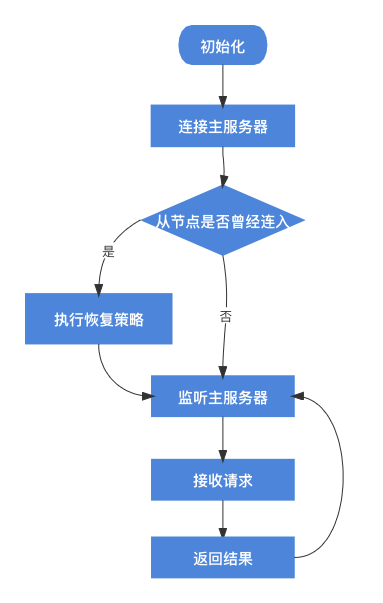 初始化
连接主服务器
从节点是否曾经连入
是
执行恢复策略
否
监听主服务器
接收请求
返回结果